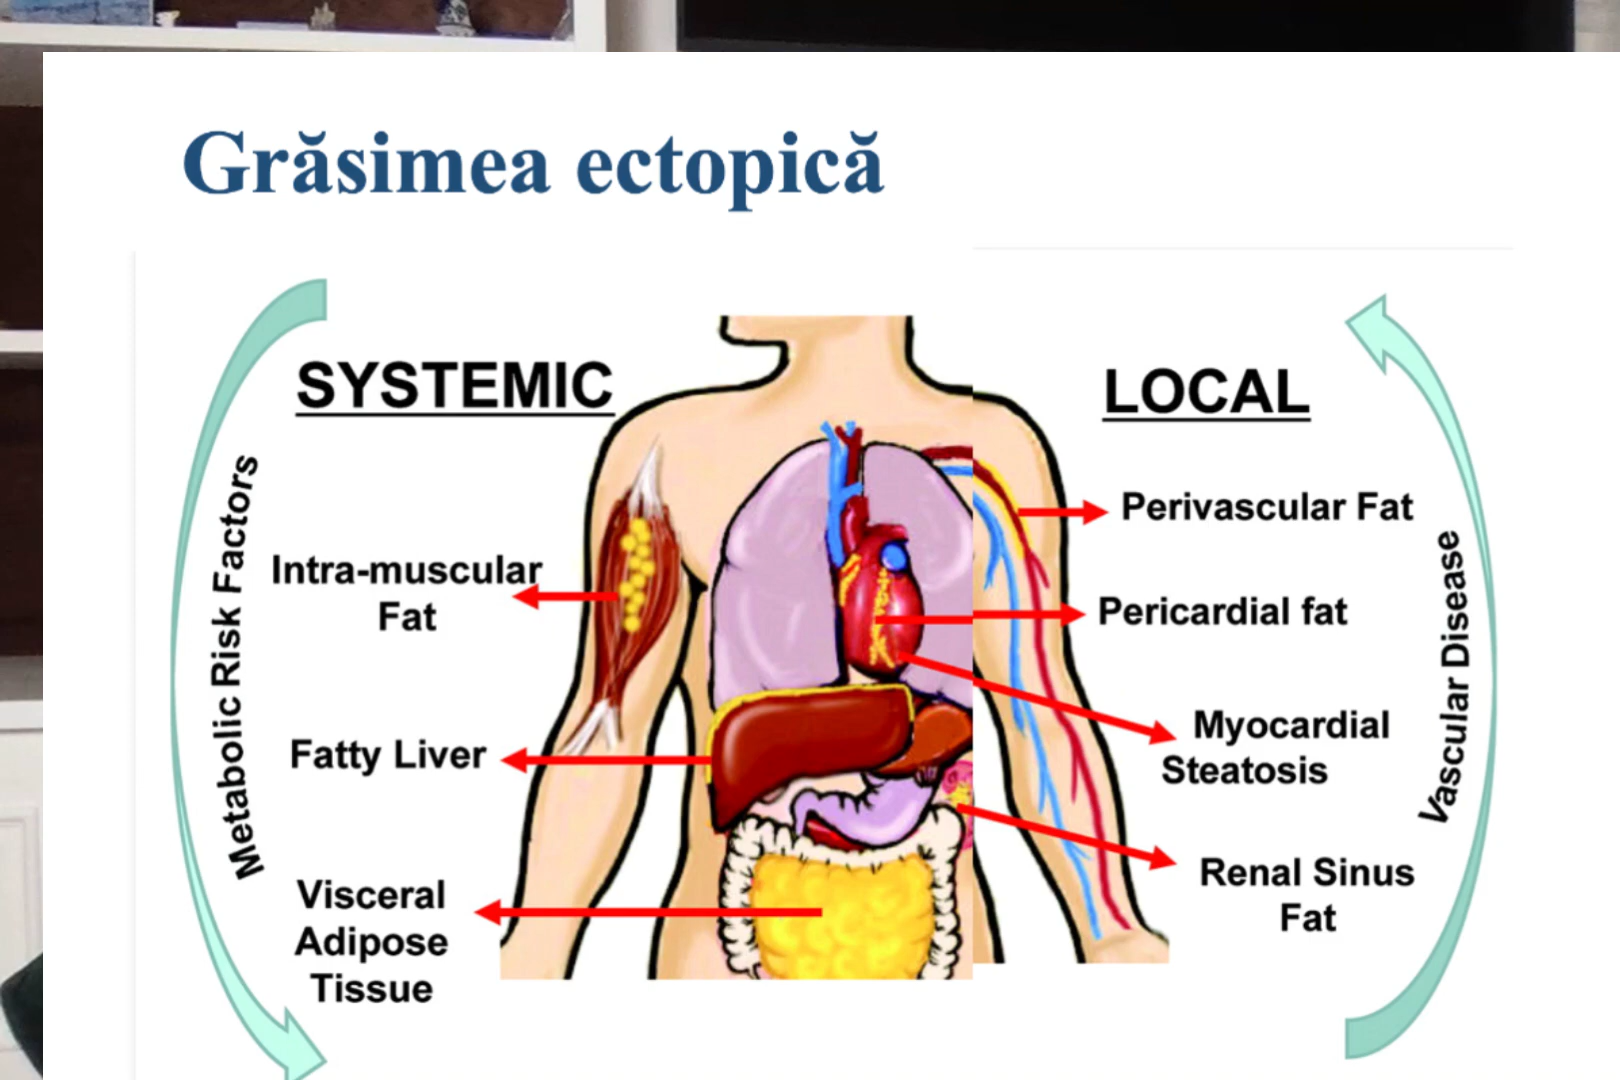 Grăsimea ectopică
SYSTEMIC
LOCAL
Metabolic Risk Factors
Intra-muscular
Fat
Fatty Liver
Visceral
Adipose
Tissue
Perivascular Fat
Pericardial fat
Myocardial
Steatosis
Renal Sinus
Fat
Vascular Disease